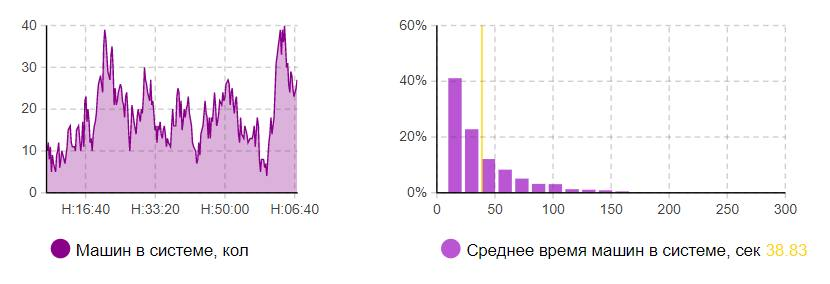 40
30
20
10
0
H:16:40
H:33:20
H:50:00
H:06:40
Машин в системе, кол
60%
40%
20%
0%
0
50
100
150
200
250
300
Среднее время машин в системе, сек 38.83